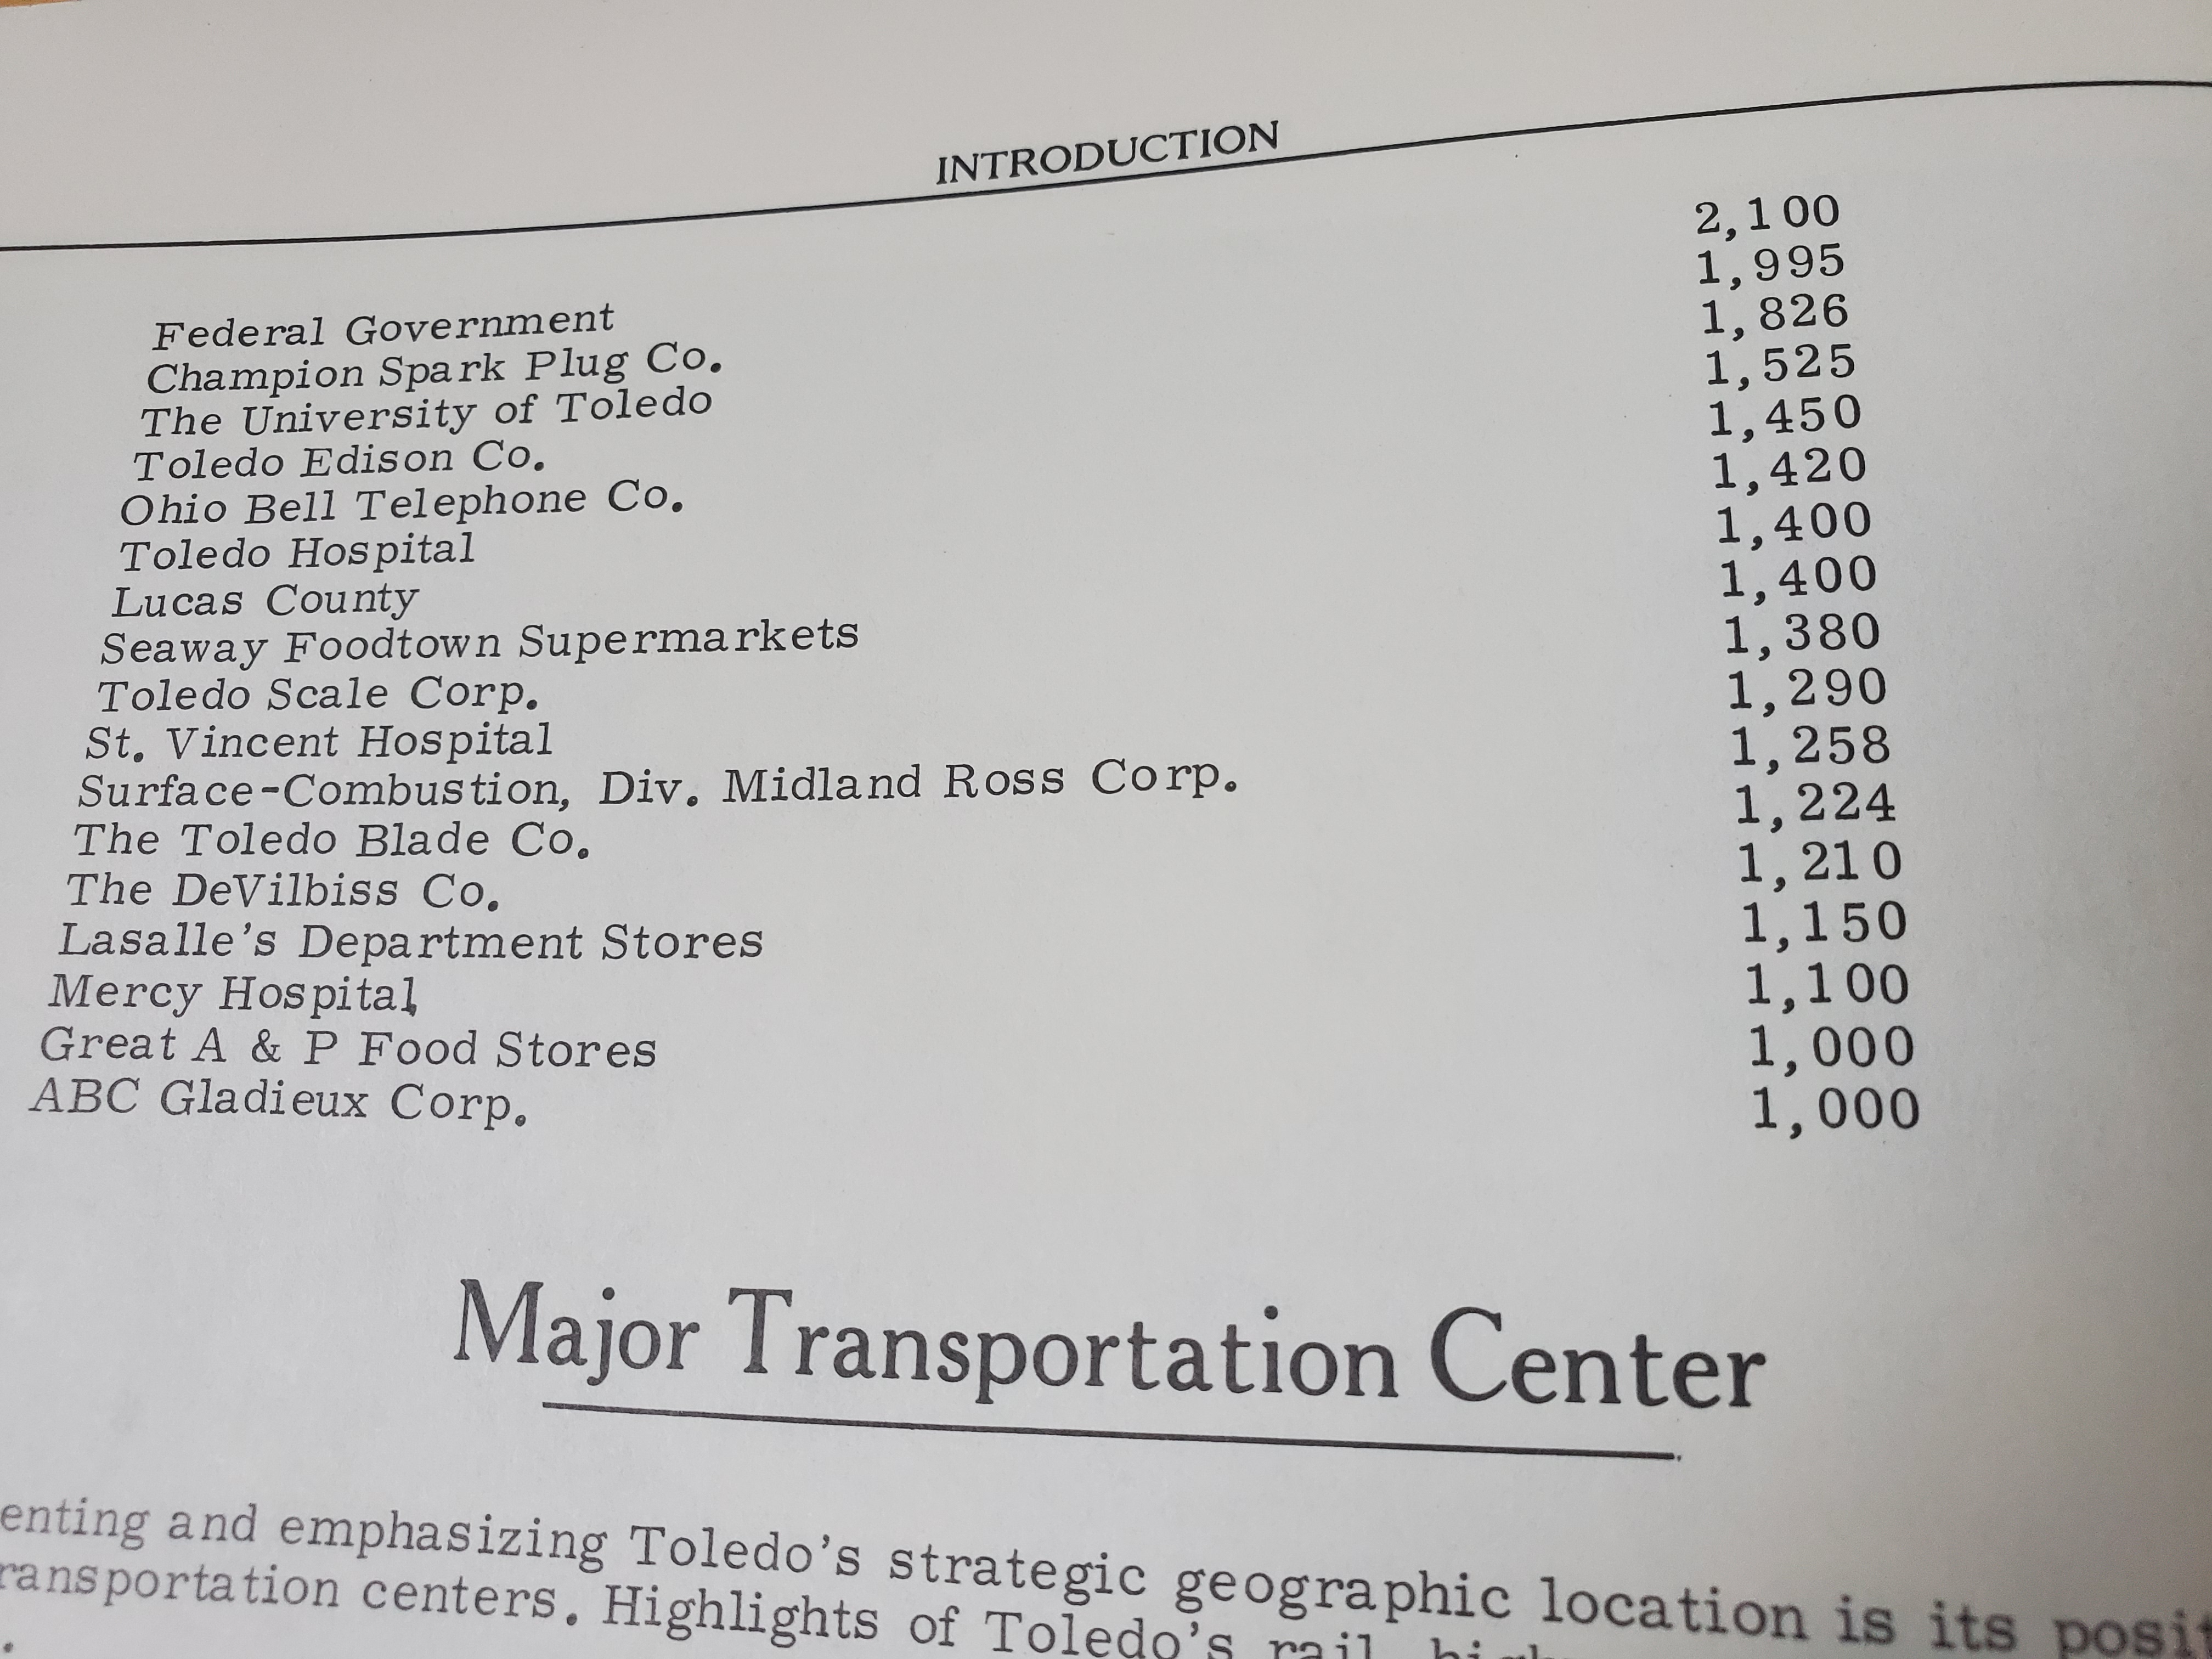 INTRODUCTION
Federal Government 2,100
Champion Spark Plug Co. 1,995
The University of Toledo 1,826
Toledo Edison Co. 1,525
Ohio Bell Telephone Co. 1,450
Toledo Hospital 1,420
Lucas County 1,400
Seaway Foodtown Supermarkets 1,400
Toledo Scale Corp. 1,380
St. Vincent Hospital 1,290
Surface-Combustion, Div. Midland Ross Corp. 1,258
The Toledo Blade Co. 1,224
The DeVilbiss Co. 1,210
Lasalle's Department Stores 1,150
Mercy Hospital 1,100
Great A & P Food Stores 1,000
ABC Gladieux Corp. 1,000
Major Transportation Center
enting and emphasizing Toledo's strategic geographic location is its posit
ransportation centers. Highlights of Toledo's rail, high